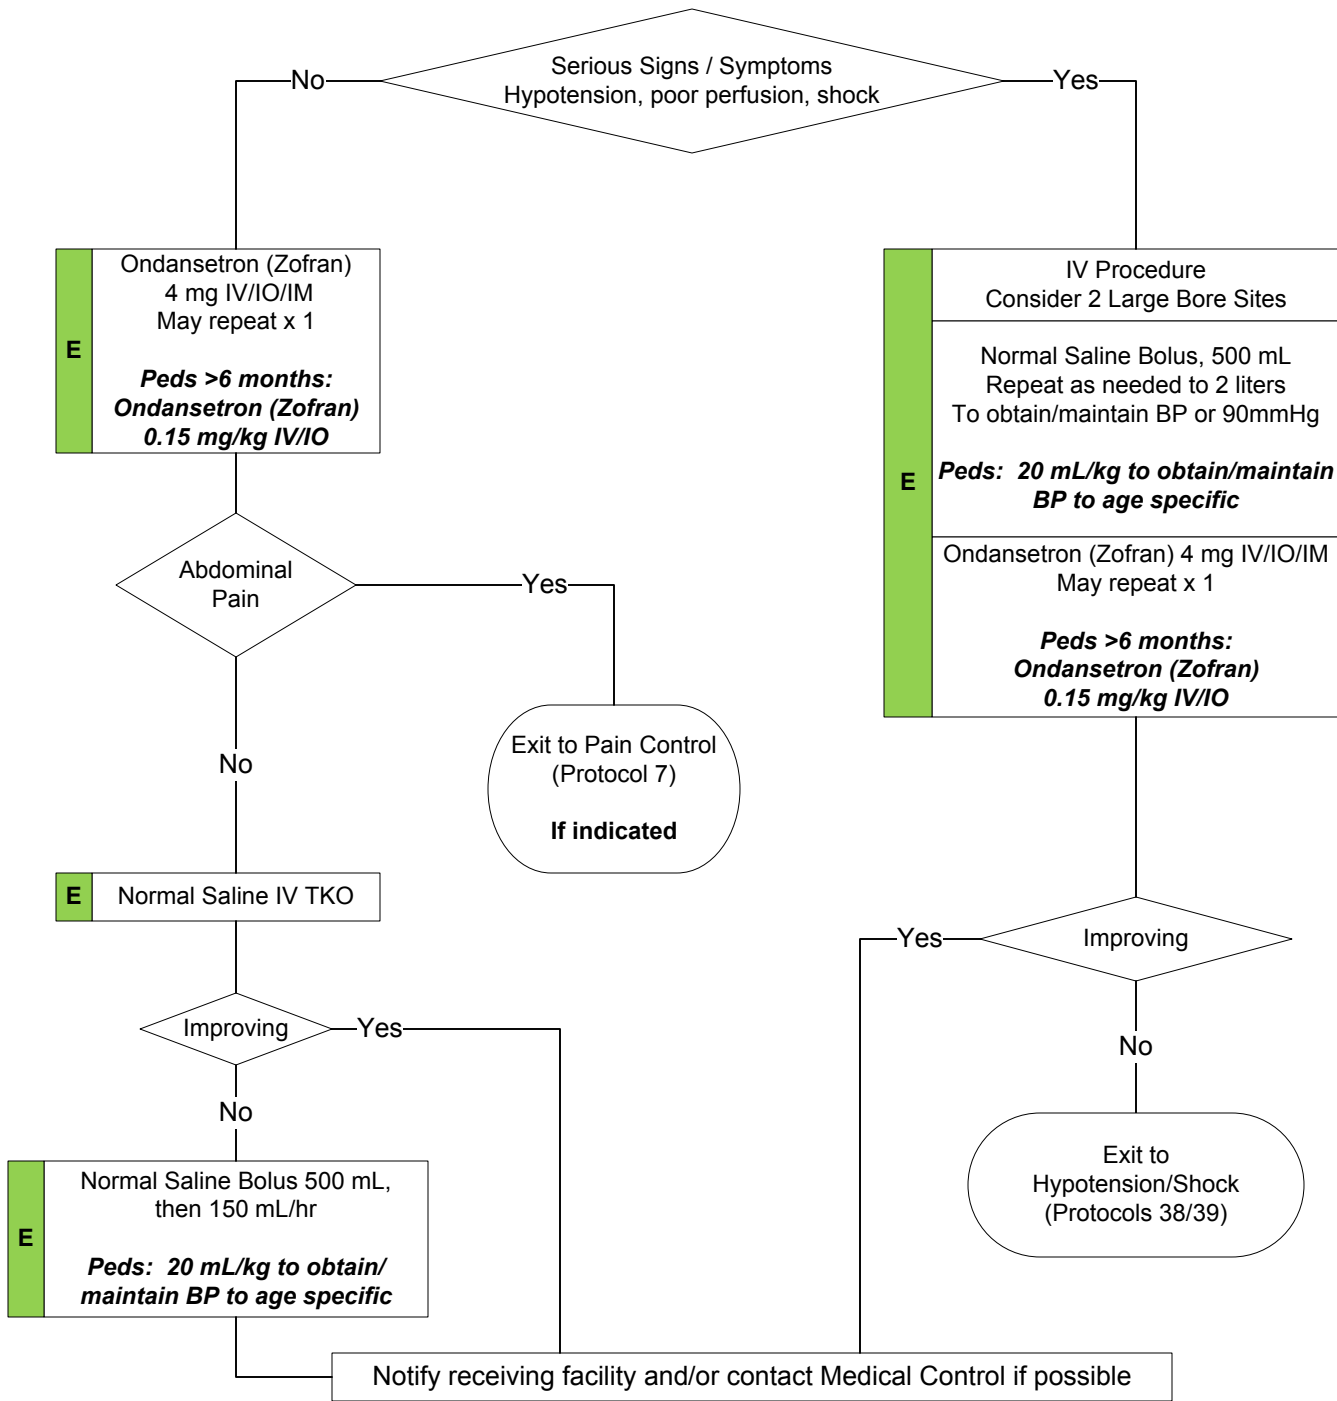 Serious Signs / Symptoms
Hypotension, poor perfusion, shock
No
Yes
E
Ondansetron (Zofran)
4 mg IV/IO/IM
May repeat x 1
Peds >6 months:
Ondansetron (Zofran)
0.15 mg/kg IV/IO
E
IV Procedure
Consider 2 Large Bore Sites
Normal Saline Bolus, 500 mL
Repeat as needed to 2 liters
To obtain/maintain BP or 90mmHg
Peds:  20 mL/kg to obtain/maintain
BP to age specific
Ondansetron (Zofran) 4 mg IV/IO/IM
May repeat x 1
Peds >6 months:
Ondansetron (Zofran)
0.15 mg/kg IV/IO
Abdominal
Pain
Yes
No
Exit to Pain Control
(Protocol 7)
If indicated
E
Normal Saline IV TKO
Improving
Yes
No
Improving
Yes
No
Exit to
Hypotension/Shock
(Protocols 38/39)
E
Normal Saline Bolus 500 mL,
then 150 mL/hr
Peds:  20 mL/kg to obtain/
maintain BP to age specific
Notify receiving facility and/or contact Medical Control if possible